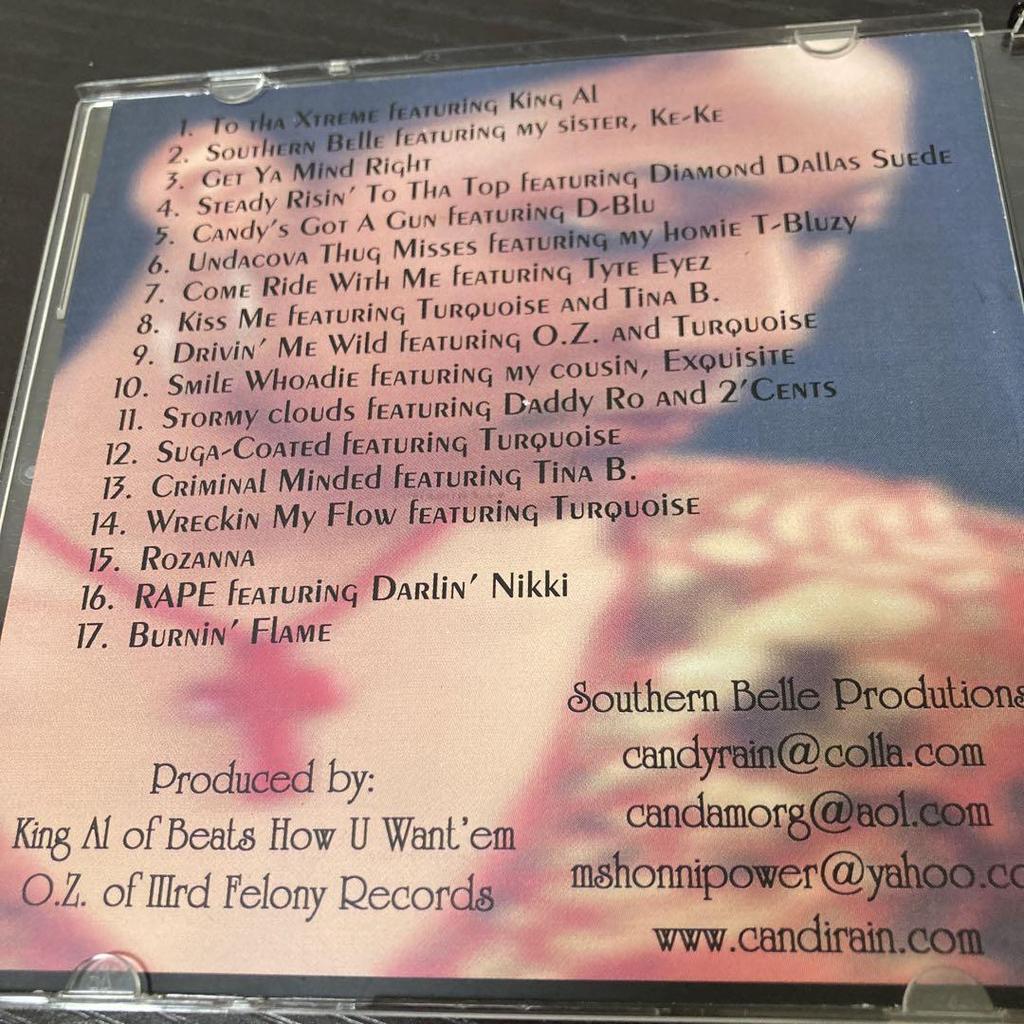 1. To tha Xtreme featuring King Al
2. Southern Belle featuring my sister, Ke-Ke
3. Get Ya Mind Right
4. Steady Risin' To Tha Top featuring Diamond Dallas Suede
5. Candy's Got A Gun featuring D-Blu
6. Undacova Thug Misses featuring my homie T-Bluzy
7. Come Ride With Me featuring Tyte Eyez
8. Kiss Me featuring Turquoise and Tina B.
9. Drivin' Me Wild featuring O.Z. and Turquoise
10. Smile Whoadie featuring my cousin, Exquisite
11. Stormy clouds featuring Daddy Ro and 2'Cents
12. Suga-Coated featuring Turquoise
13. Criminal Minded featuring Tina B.
14. Wreckin My Flow featuring Turquoise
15. Rozanna
16. RAPE featuring Darlin' Nikki
17. Burnin' Flame
Produced by:
King Al of Beats How U Want'em
O.Z. of IIIrd Felony Records
Southern Belle Produtions
candyrain@colla.com
candamorg@aol.com
mshonnipower@yahoo.co
www.candirain.com